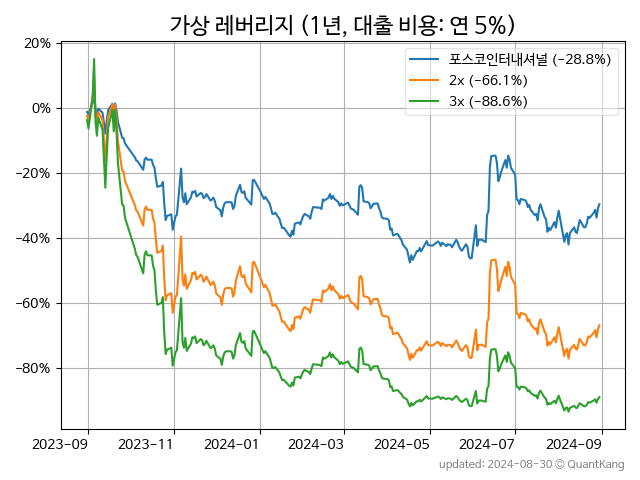 가상 레버리지 (1년, 대출 비용: 연 5%)
포스코인터내셔널 (−28.8%)
2x (−66.1%)
3x (−88.6%)
20%
0%
−20%
−40%
−60%
−80%
2023-09
2023-11
2024-01
2024-03
2024-05
2024-07
2024-09
updated: 2024-08-30 © QuantKang